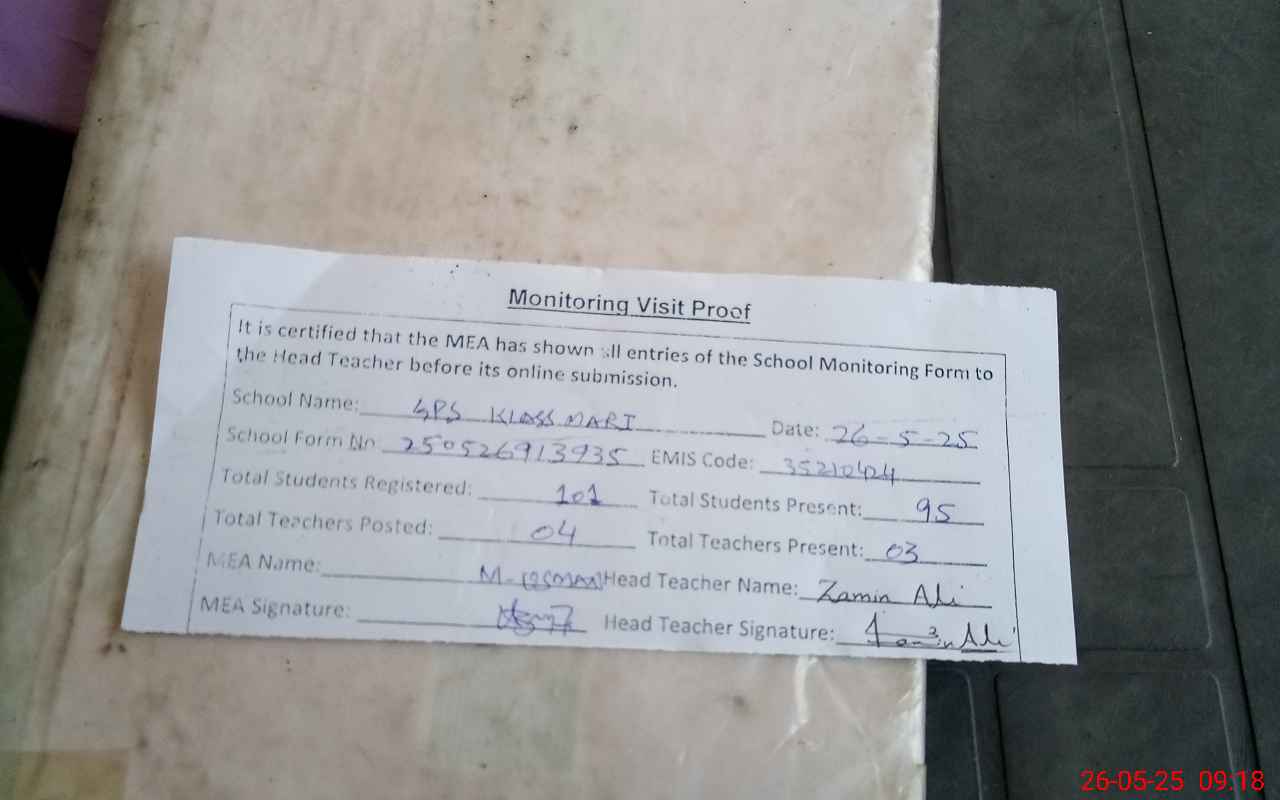 Monitoring Visit Proof
It is certified that the MEA has shown all entries of the School Monitoring Form to
the Head Teacher before its online submission.
School Name: GPS KLASS MARI Date: 26-5-25
School Form No 250526913935 EMIS Code: 35210424
Total Students Registered: 101 Total Students Present: 95
Total Teachers Posted: 04 Total Teachers Present: 03
MEA Name: M- Head Teacher Name: Zamin Ali
MEA Signature: Head Teacher Signature: Zamin Ali
26-05-25 09:18